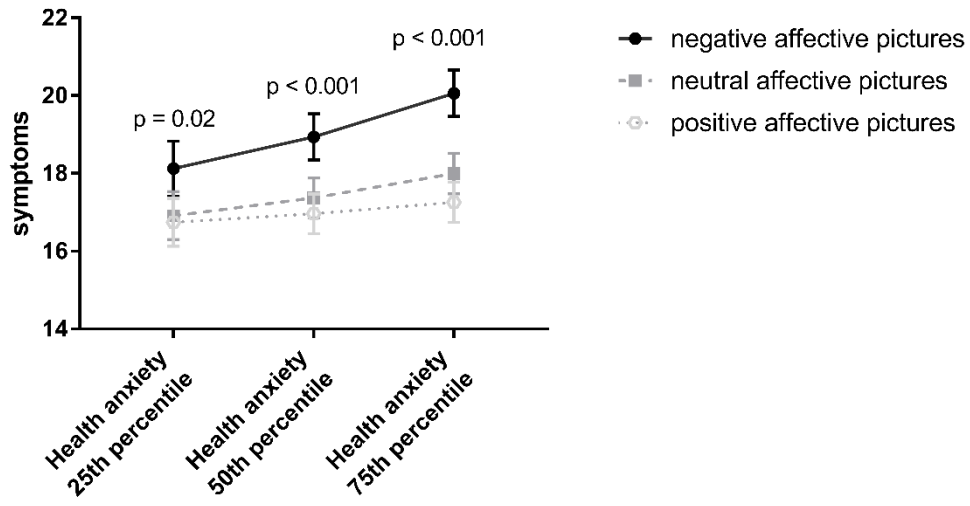 22
20
18
16
14
symptoms
p = 0.02
p < 0.001
p < 0.001
Health anxiety
25th percentile
Health anxiety
50th percentile
Health anxiety
75th percentile
negative affective pictures
neutral affective pictures
positive affective pictures